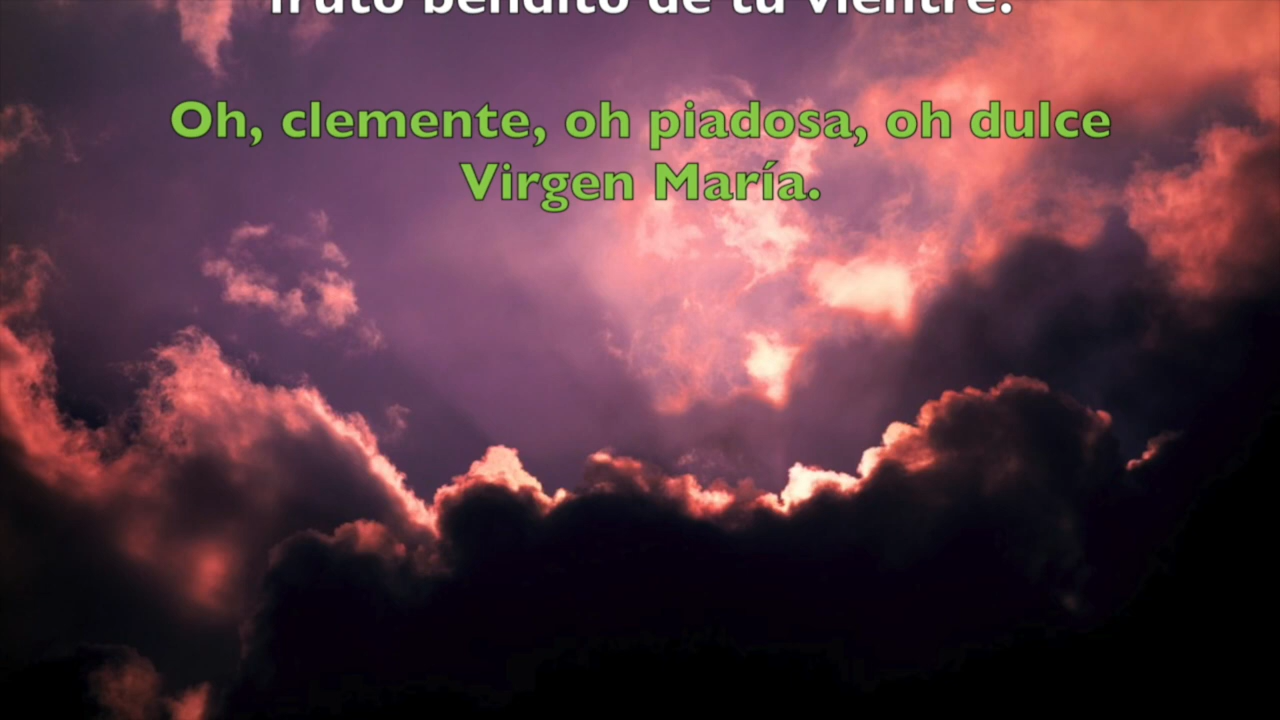 fruto bendito de tu vientre.
Oh, clemente, oh piadosa, oh dulce
Virgen María.